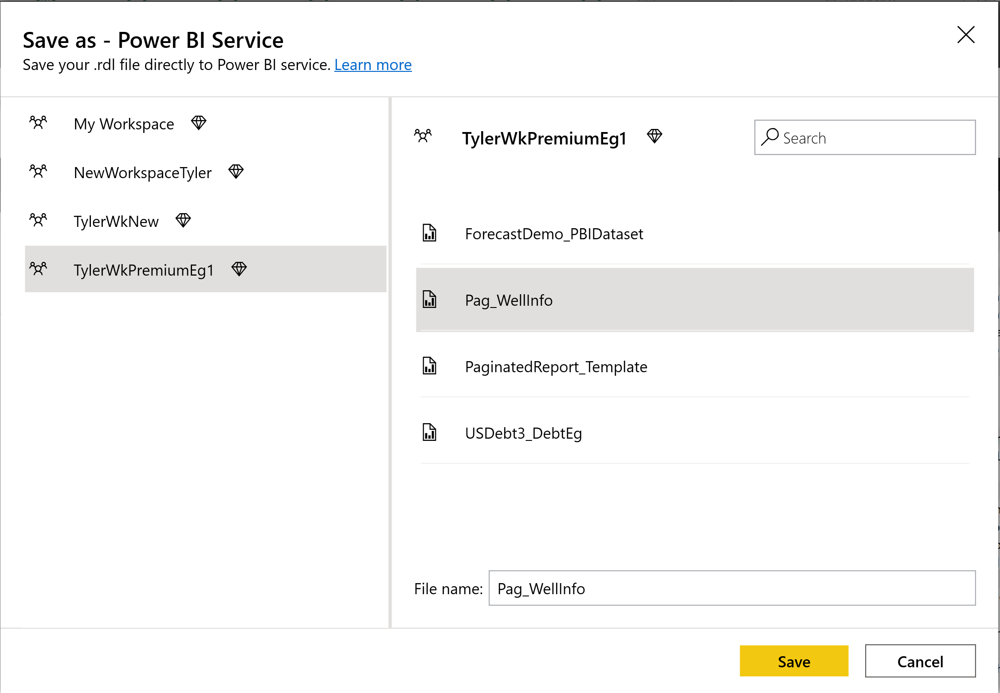 Save as - Power BI Service
Save your .rdl file directly to Power BI service. Learn more
My Workspace
NewWorkspaceTyler
TylerWkNew
TylerWkPremiumEg1
TylerWkPremiumEg1
Search
ForecastDemo_PBIDataset
Pag_WellInfo
PaginatedReport_Template
USDebt3_DebtEg
File name: Pag_WellInfo
Save Cancel